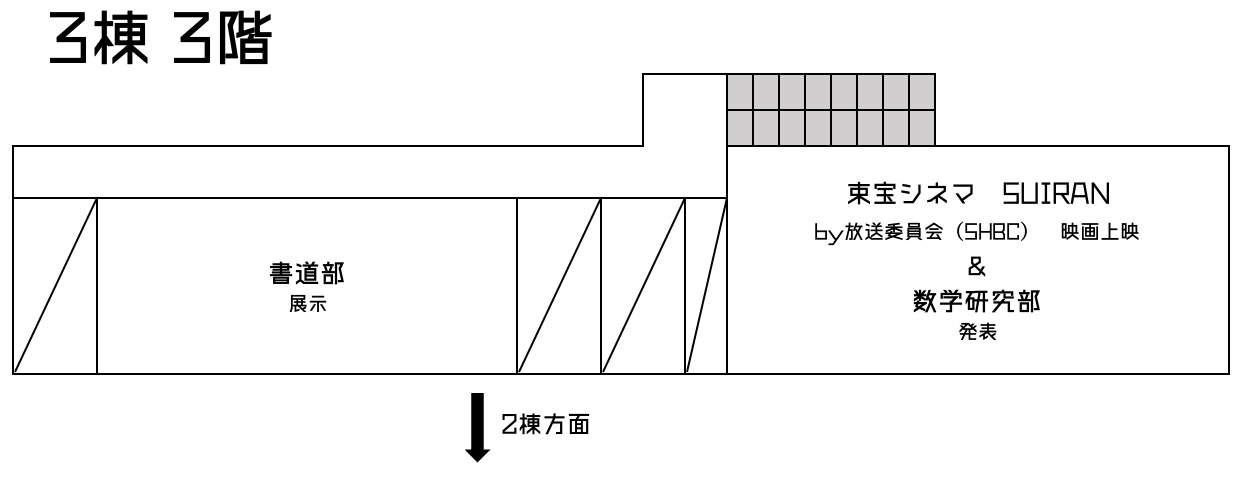 3棟 3階
東宝シネマ　SUIRAN
by放送委員会（SHBC）　映画上映
&
数学研究部
発表
書道部
展示
2棟方面